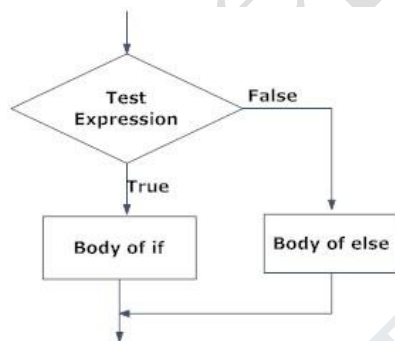 Test
Expression
False
True
Body of if
Body of else